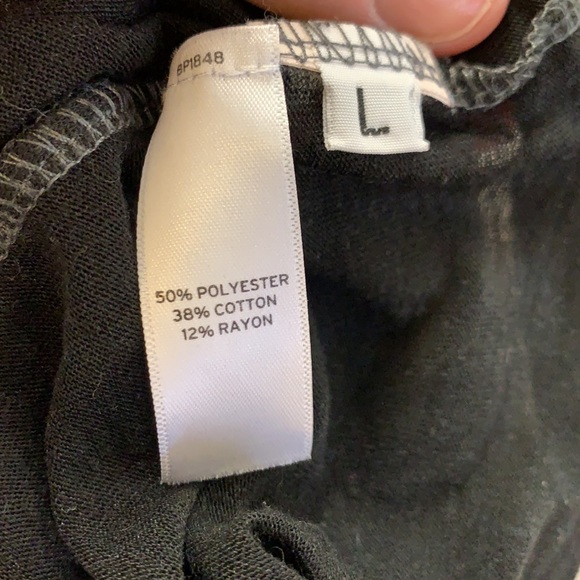 BP1848
L
50% POLYESTER
38% COTTON
12% RAYON